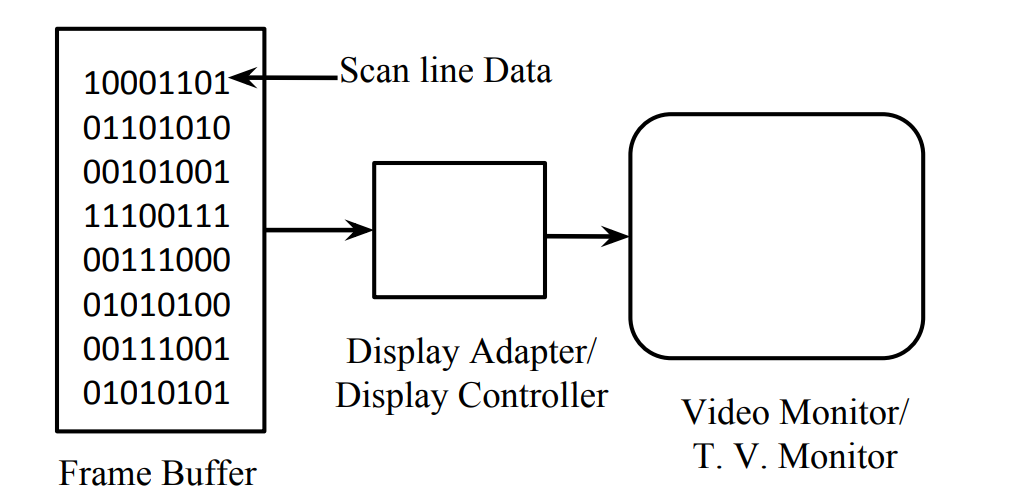 10001101
Scan line Data
01101010
00101001
11100111
00111000
01010100
00111001
01010101
Frame Buffer
Display Adapter/
Display Controller
Video Monitor/
T. V. Monitor